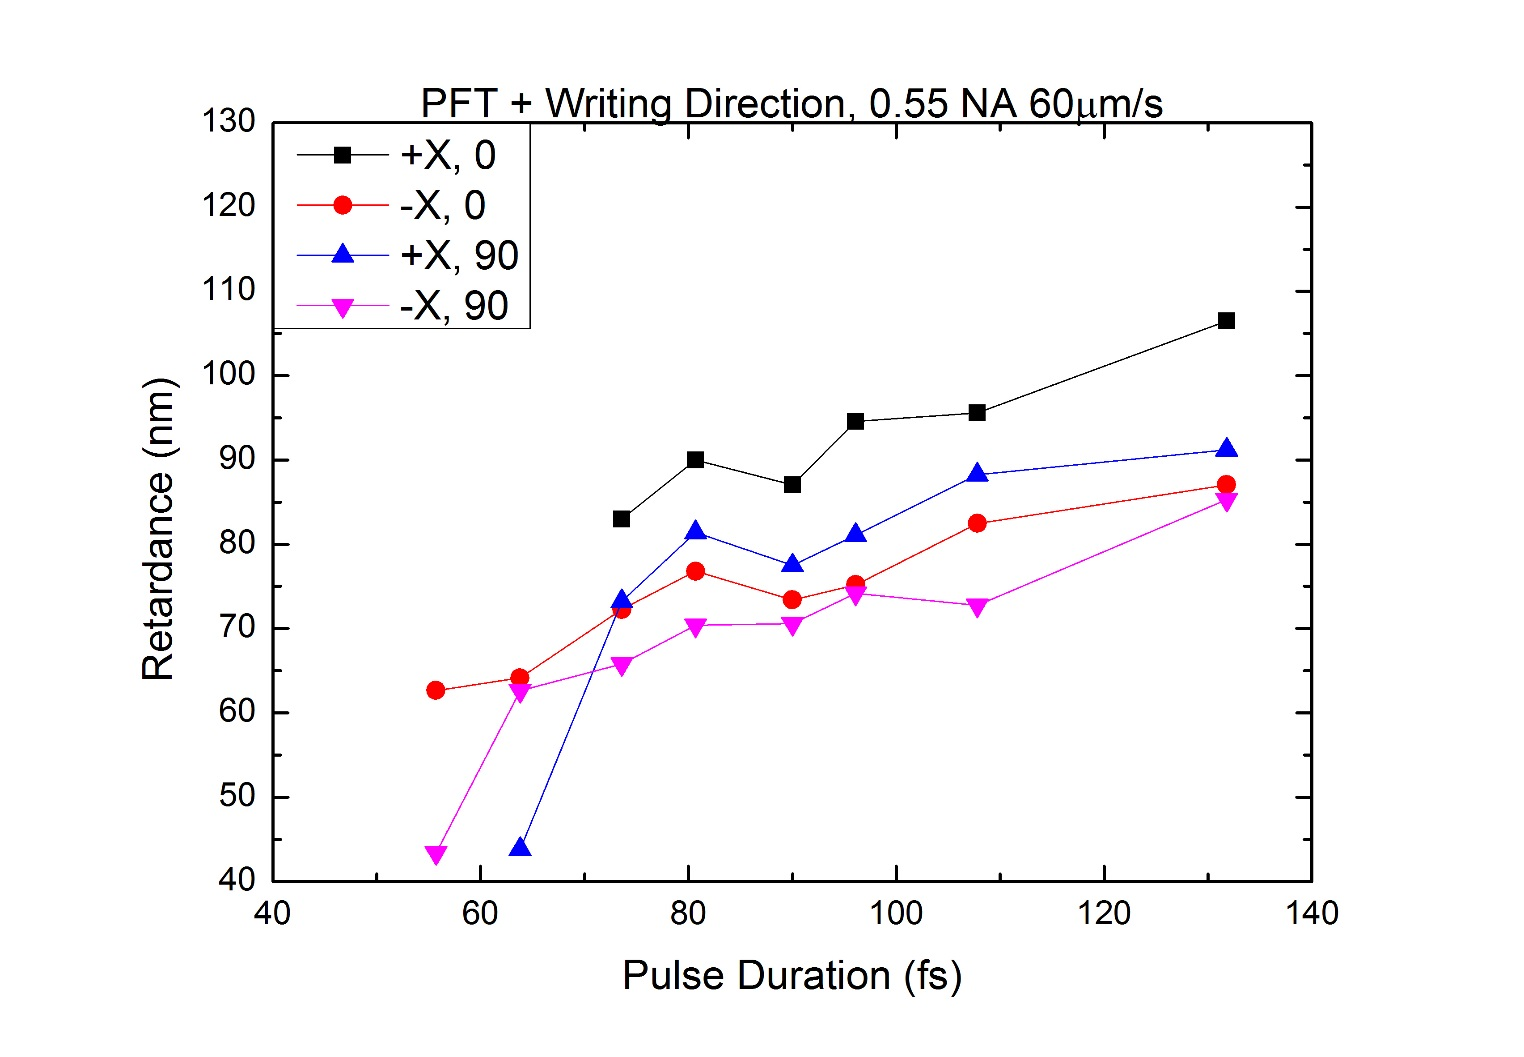 PFT + Writing Direction, 0.55 NA 60μm/s
130
120
110
100
90
80
70
60
50
40
Retardance (nm)
+X, 0
-X, 0
+X, 90
-X, 90
40 60 80 100 120 140
Pulse Duration (fs)